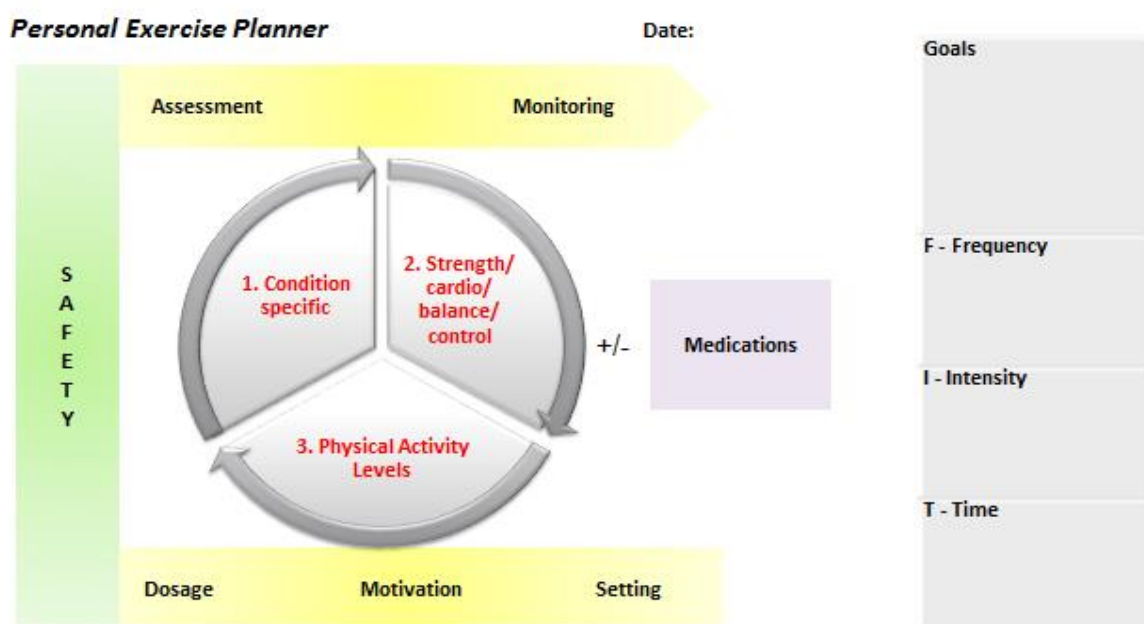 Personal Exercise Planner
Date:
Goals
Assessment
Monitoring
S
A
F
E
T
Y
1. Condition
specific
2. Strength/
cardio/
balance/
control
+/-
Medications
3. Physical Activity
Levels
F - Frequency
I - Intensity
T - Time
Dosage
Motivation
Setting